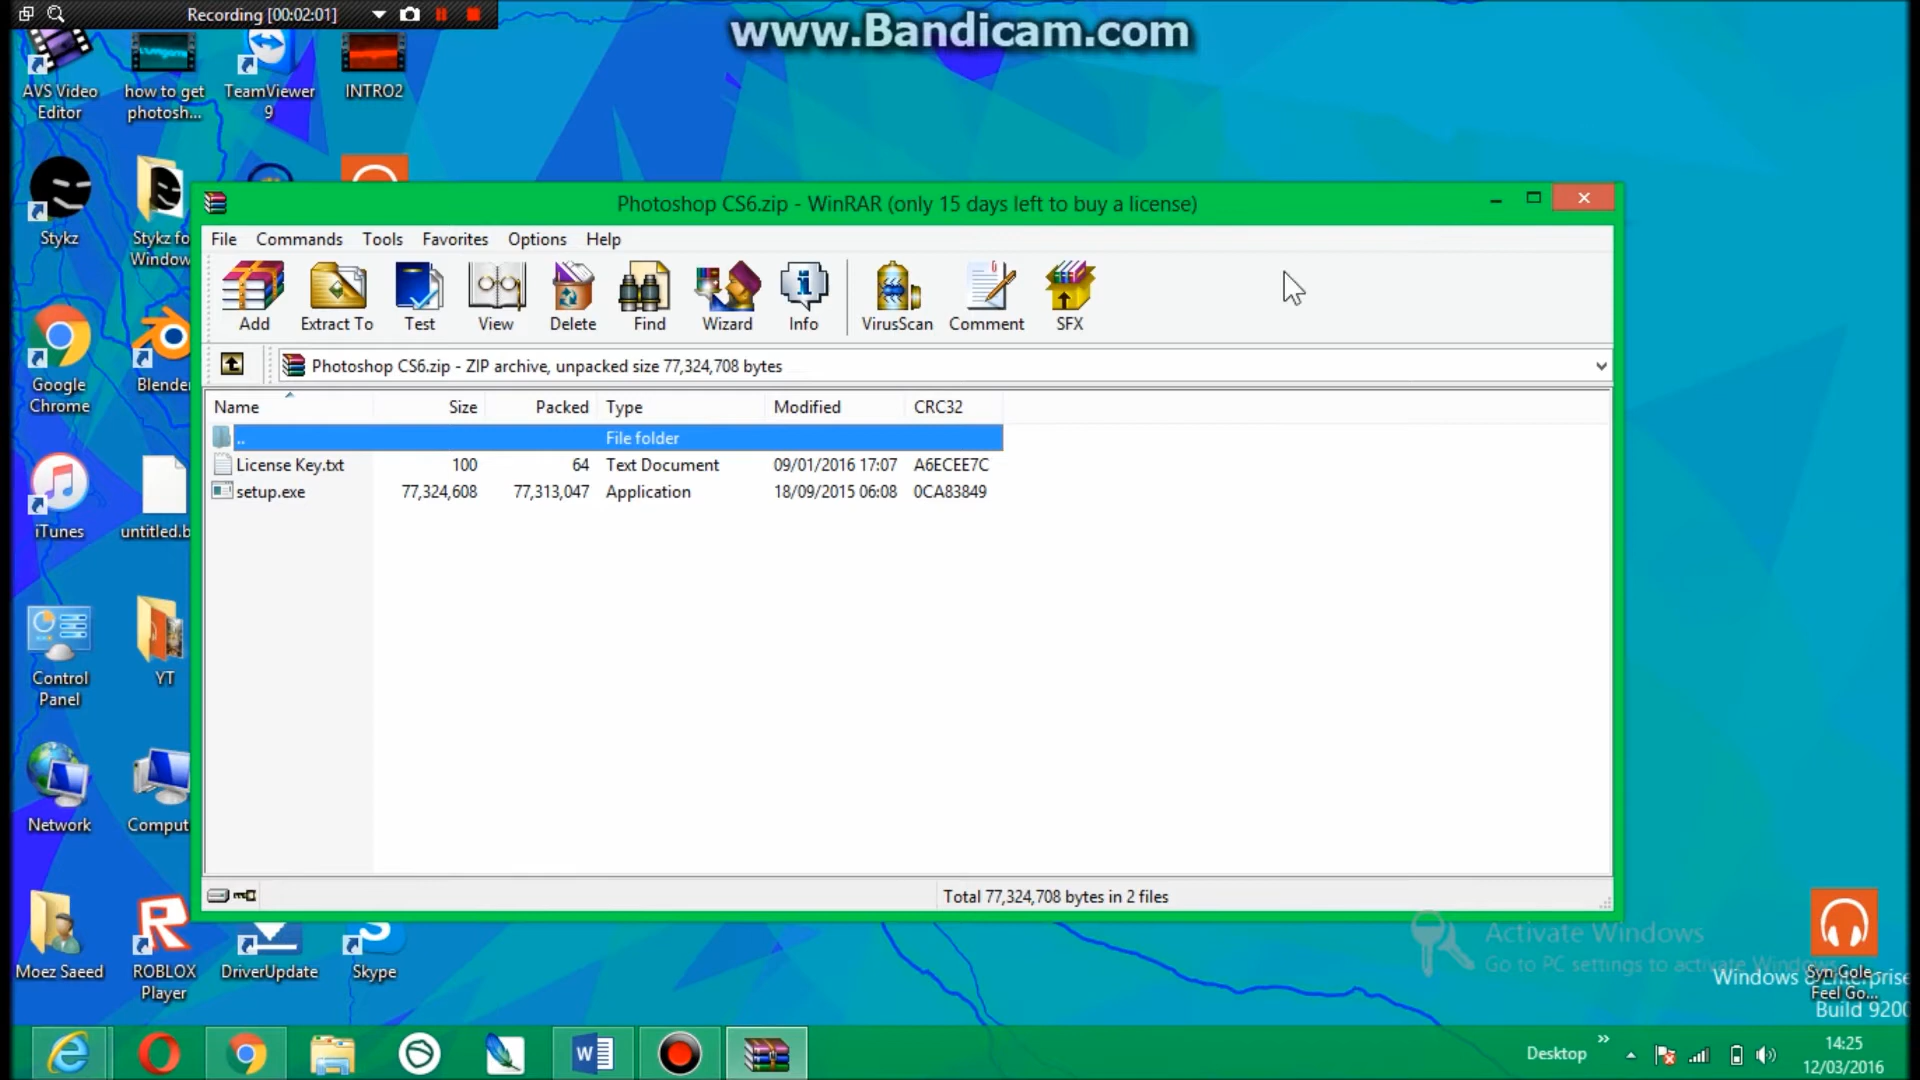 Recording [00:02:01]
www.Bandicam.com
AVS Video
Editor
how to get
photosh...
TeamViewer
9
INTRO2
Stykz
Stykz fo
Window
Google
Chrome
Blende
iTunes
untitled.b
Control
Panel
YT
Network
Comput
Moez Saeed
ROBLOX
Player
DriverUpdate
Skype
Photoshop CS6.zip - WinRAR (only 15 days left to buy a license)
File Commands Tools Favorites Options Help
Add Extract To Test View Delete Find Wizard Info VirusScan Comment SFX
Photoshop CS6.zip - ZIP archive, unpacked size 77,324,708 bytes
Name Size Packed Type Modified CRC32
.. File folder
License Key.txt 100 64 Text Document 09/01/2016 17:07 A6ECEE7C
setup.exe 77,324,608 77,313,047 Application 18/09/2015 06:08 0CA83849
Total 77,324,708 bytes in 2 files
Activate Windows
Go to PC settings to activate Windows.
Syn Cole -
Feel Go...
Build 9200
Desktop
14:25
12/03/2016